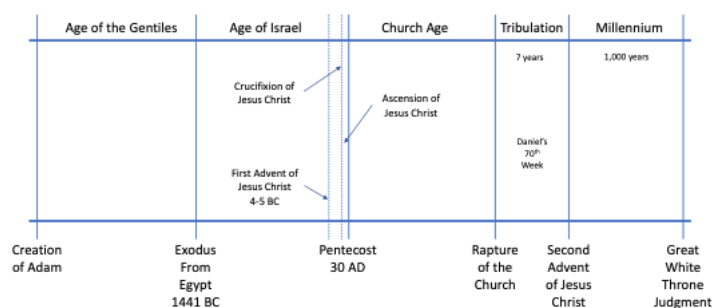 Age of the Gentiles
Age of Israel
Church Age
Tribulation
Millennium
7 years
1,000 years
Crucifixion of
Jesus Christ
Ascension of
Jesus Christ
Daniel's
70th
Week
First Advent of
Jesus Christ
4-5 BC
Creation
of Adam
Exodus
From
Egypt
1441 BC
Pentecost
30 AD
Rapture
of the
Church
Second
Advent
of Jesus
Christ
Great
White
Throne
Judgment